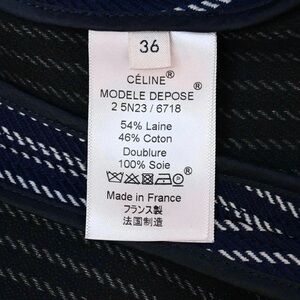 36
CÉLINE®
MODELE DEPOSE®
2 5N23 / 6718
54% Laine
46% Coton
Doublure
100% Soie
Made in France
フランス製
法国制造